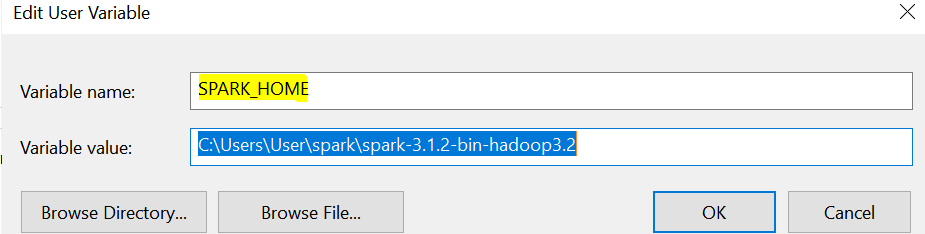 Edit User Variable
Variable name:
SPARK_HOME
Variable value:
C:\Users\User\spark\spark-3.1.2-bin-hadoop3.2
Browse Directory...
Browse File...
OK
Cancel